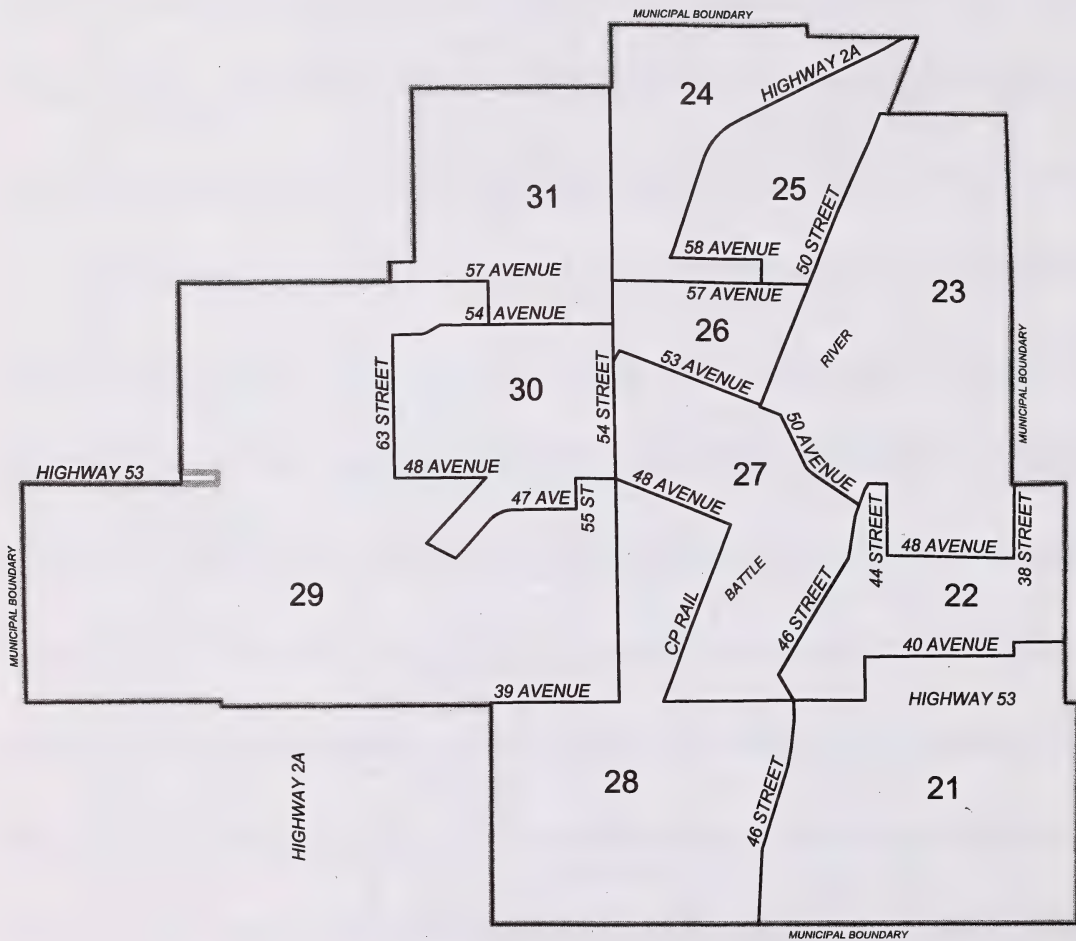 MUNICIPAL BOUNDARY
HIGHWAY 2A
24
25
31
50 STREET
58 AVENUE
57 AVENUE
57 AVENUE
23
54 AVENUE
26
RIVER
MUNICIPAL BOUNDARY
53 AVENUE
30
63 STREET
54 STREET
50 AVENUE
HIGHWAY 53
48 AVENUE
27
48 AVENUE
47 AVE
55 ST
44 STREET
48 AVENUE
38 STREET
MUNICIPAL BOUNDARY
29
BATTLE
22
CP RAIL
46 STREET
40 AVENUE
39 AVENUE
HIGHWAY 53
HIGHWAY 2A
28
46 STREET
21
MUNICIPAL BOUNDARY